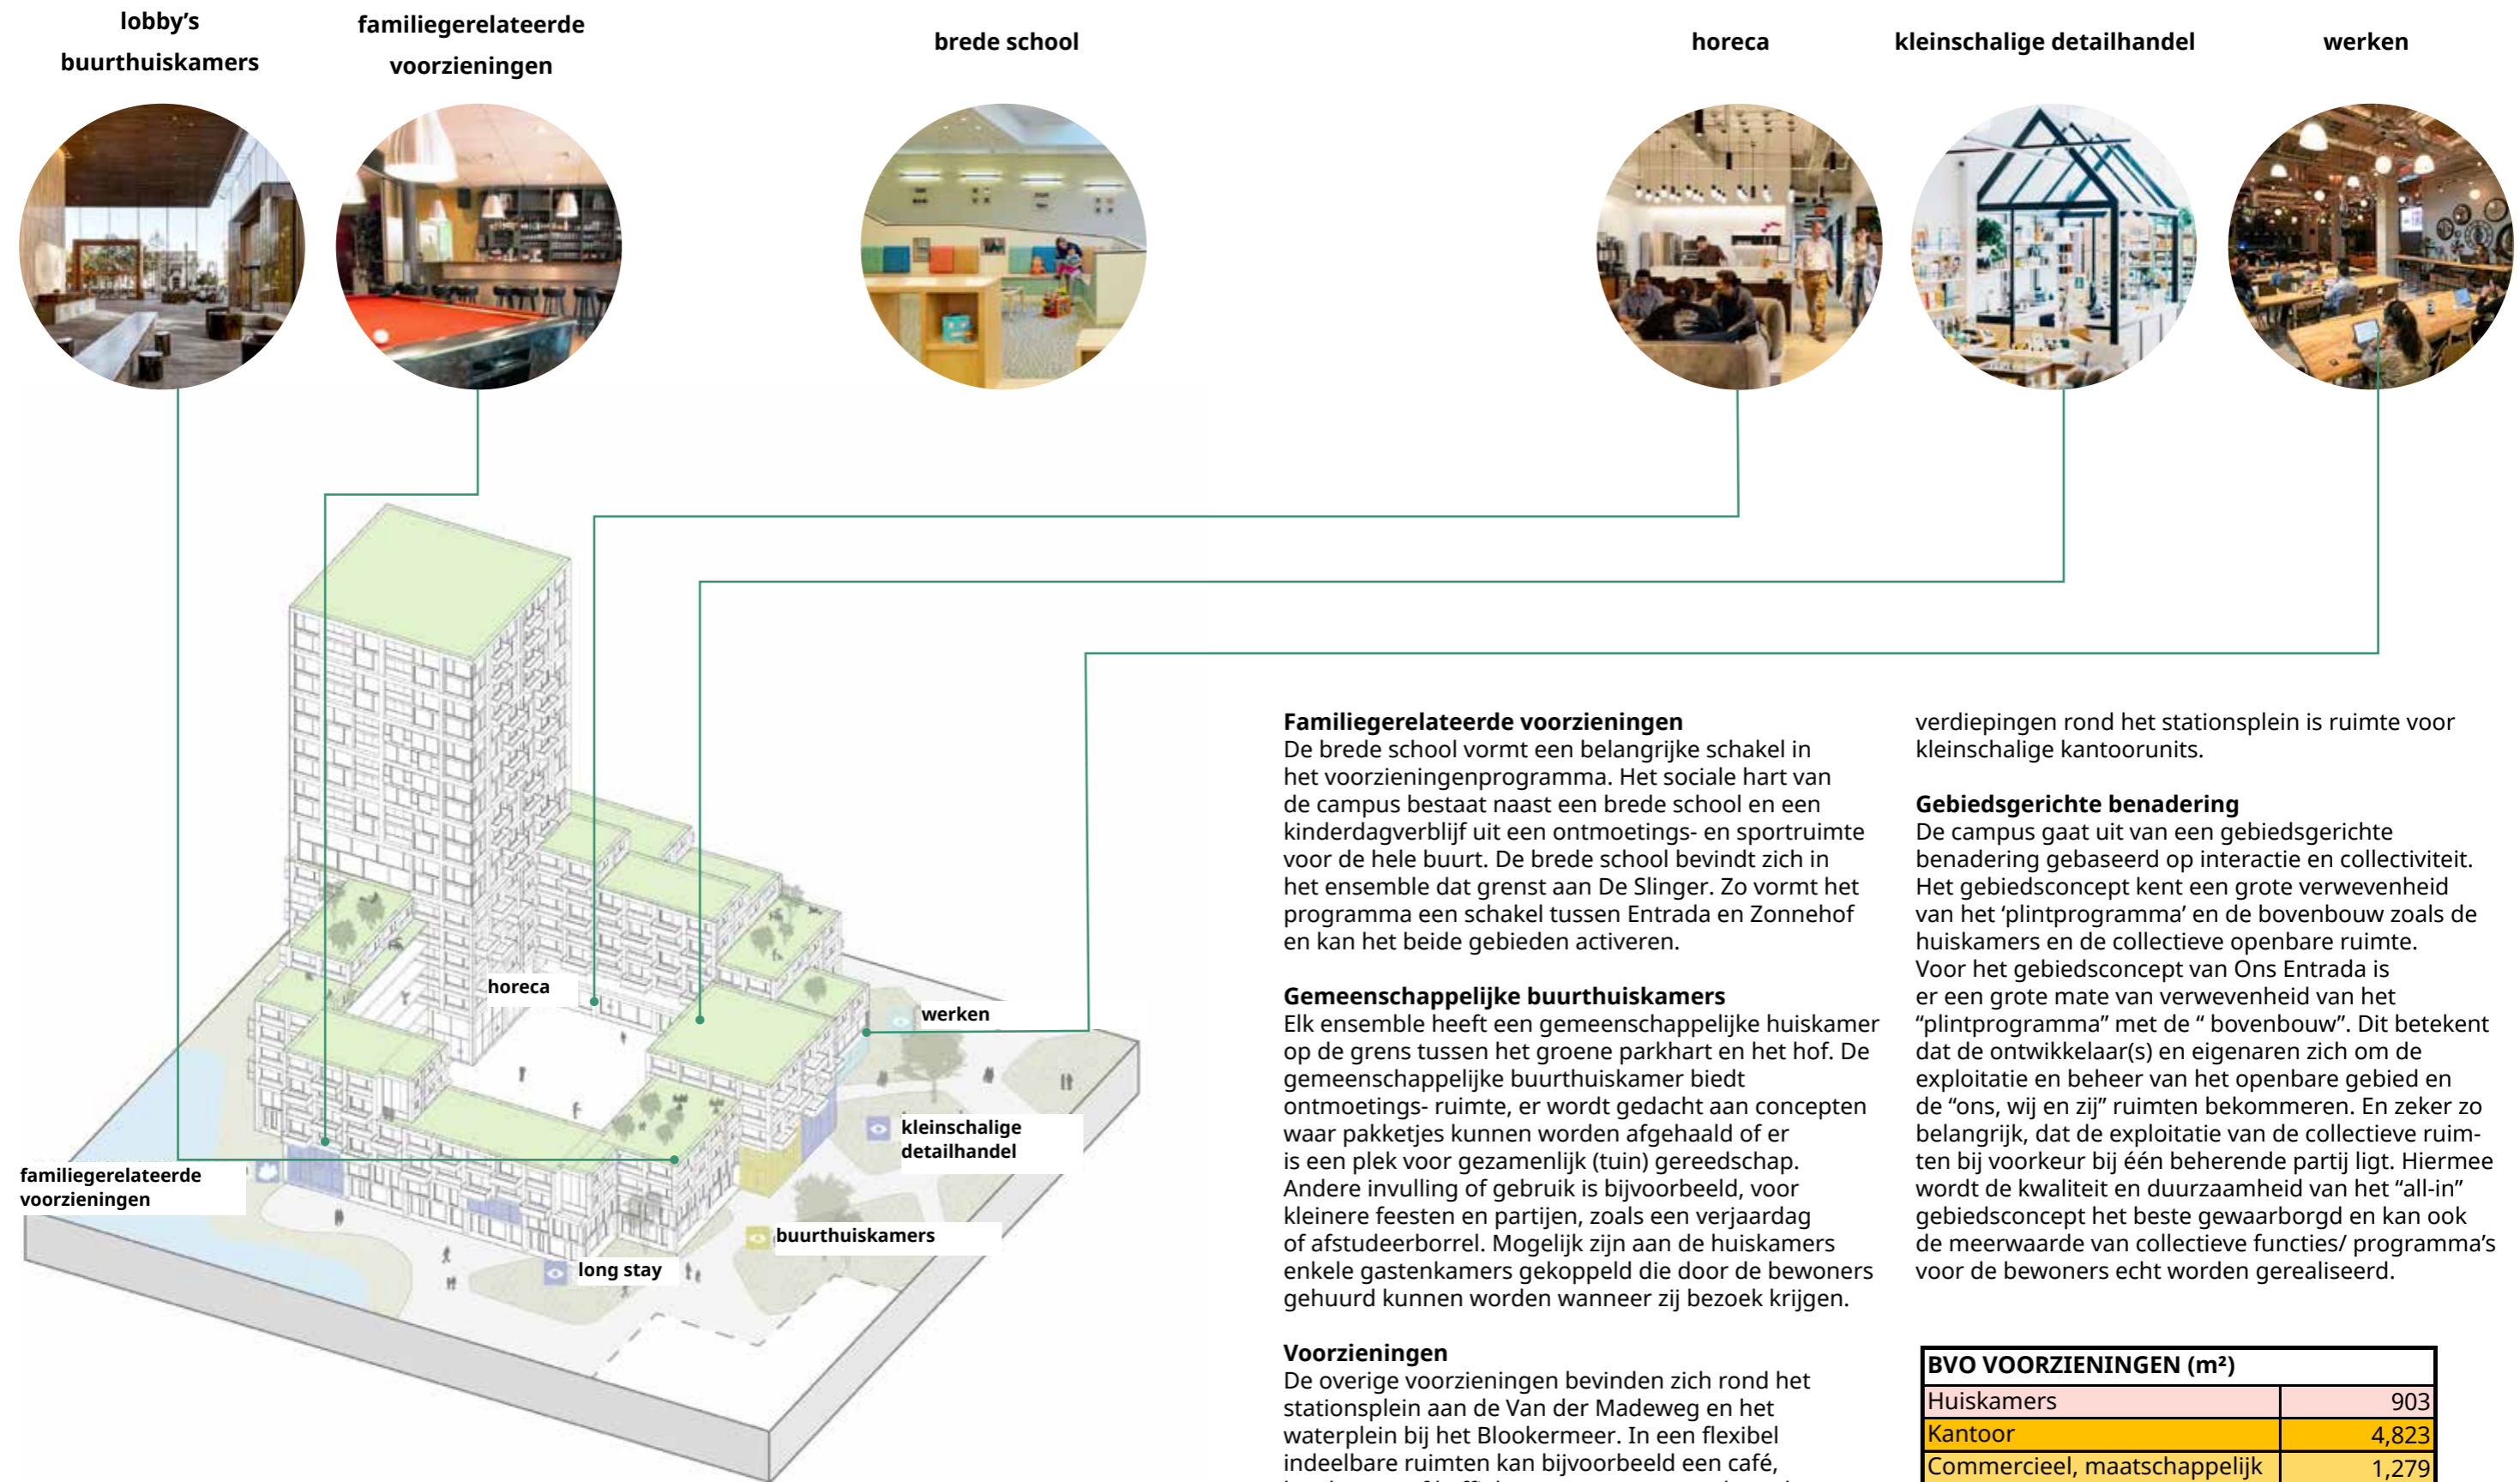 lobby's
buurthuiskamers
familiegerelateerde
voorzieningen
brede school
horeca
kleinschalige detailhandel
werken
horeca
werken
kleinschalige
detailhandel
familiegerelateerde
voorzieningen
buurthuiskamers
long stay
Familiegerelateerde voorzieningen
De brede school vormt een belangrijke schakel in
het voorzieningenprogramma. Het sociale hart van
de campus bestaat naast een brede school en een
kinderdagverblijf uit een ontmoetings- en sportruimte
voor de hele buurt. De brede school bevindt zich in
het ensemble dat grenst aan De Slinger. Zo vormt het
programma een schakel tussen Entrada en Zonnehof
en kan het beide gebieden activeren.
Gemeenschappelijke buurthuiskamers
Elk ensemble heeft een gemeenschappelijke huiskamer
op de grens tussen het groene parkhart en het hof. De
gemeenschappelijke buurthuiskamer biedt
ontmoetings- ruimte, er wordt gedacht aan concepten
waar pakketjes kunnen worden afgehaald of er
is een plek voor gezamenlijk (tuin) gereedschap.
Andere invulling of gebruik is bijvoorbeeld, voor
kleinere feesten en partijen, zoals een verjaardag
of afstudeerborrel. Mogelijk zijn aan de huiskamers
enkele gastenkamers gekoppeld die door de bewoners
gehuurd kunnen worden wanneer zij bezoek krijgen.
Voorzieningen
De overige voorzieningen bevinden zich rond het
stationsplein aan de Van der Madeweg en het
waterplein bij het Blookermeer. In een flexibel
indeelbare ruimten kan bijvoorbeeld een café,
verdiepingen rond het stationsplein is ruimte voor
kleinschalige kantoorunits.
Gebiedsgerichte benadering
De campus gaat uit van een gebiedsgerichte
benadering gebaseerd op interactie en collectiviteit.
Het gebiedsconcept kent een grote verwevenheid
van het 'plintprogramma' en de bovenbouw zoals de
huiskamers en de collectieve openbare ruimte.
Voor het gebiedsconcept van Ons Entrada is
er een grote mate van verwevenheid van het
"plintprogramma" met de " bovenbouw". Dit betekent
dat de ontwikkelaar(s) en eigenaren zich om de
exploitatie en beheer van het openbare gebied en
de "ons, wij en zij" ruimten bekommeren. En zeker zo
belangrijk, dat de exploitatie van de collectieve ruim-
ten bij voorkeur bij één beherende partij ligt. Hiermee
wordt de kwaliteit en duurzaamheid van het "all-in"
gebiedsconcept het beste gewaarborgd en kan ook
de meerwaarde van collectieve functies/ programma's
voor de bewoners echt worden gerealiseerd.
BVO VOORZIENINGEN (m²)
Huiskamers 903
Kantoor 4,823
Commercieel, maatschappelijk 1,279